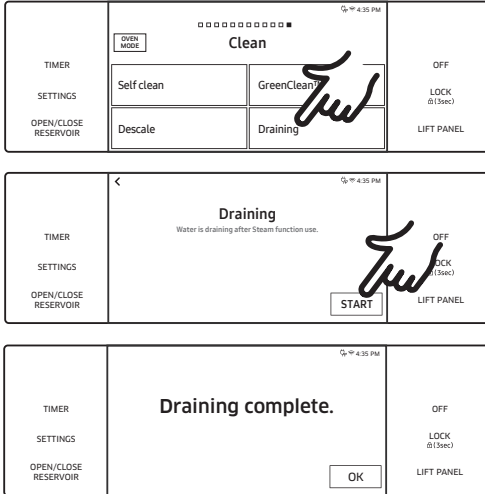 4:35 PM
OVEN
MODE
Clean
TIMER
SETTINGS
OPEN/CLOSE
RESERVOIR
Self clean
GreenClean
Descale
Draining
OFF
LOCK
(3sec)
LIFT PANEL
<
4:35 PM
Draining
Water is draining after Steam function use.
TIMER
SETTINGS
OPEN/CLOSE
RESERVOIR
START
OFF
(3sec)
LIFT PANEL
4:35 PM
Draining complete.
TIMER
SETTINGS
OPEN/CLOSE
RESERVOIR
OK
OFF
LOCK
(3sec)
LIFT PANEL